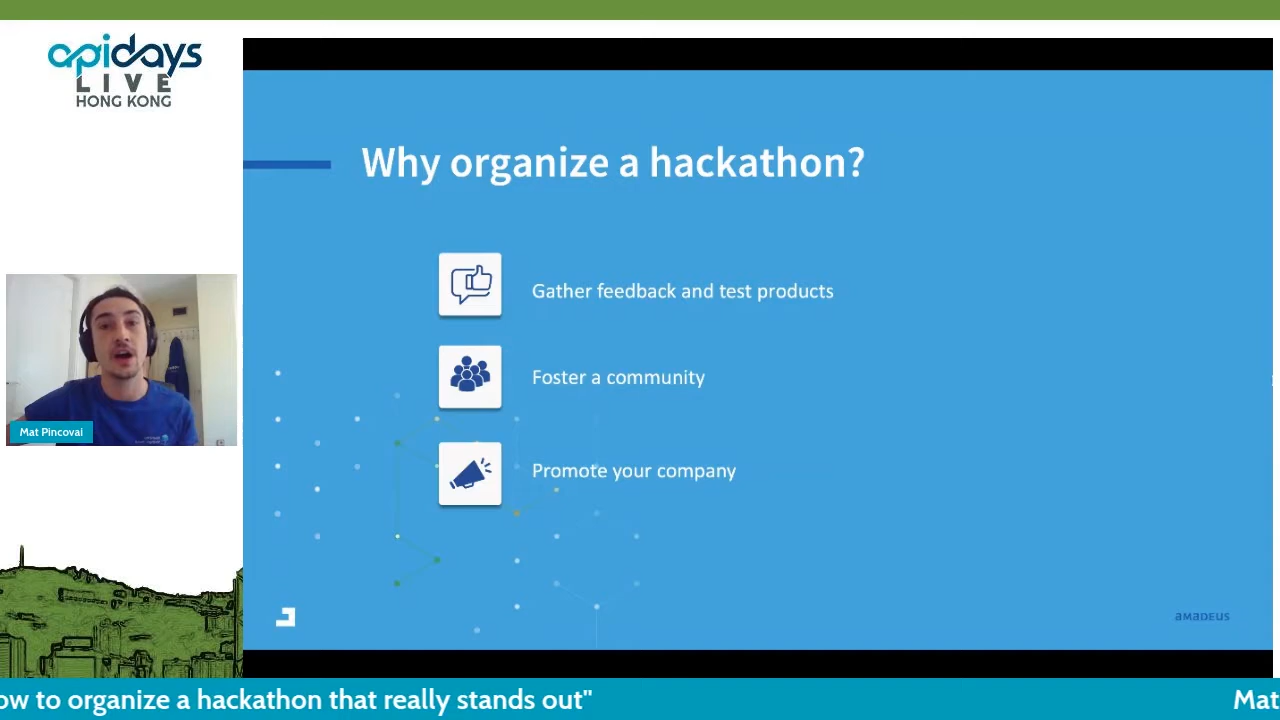 apidays
LIVE
HONG KONG
Why organize a hackathon?
Gather feedback and test products
Foster a community
Promote your company
Mat Pincovai
amadeus
ow to organize a hackathon that really stands out"
Mat